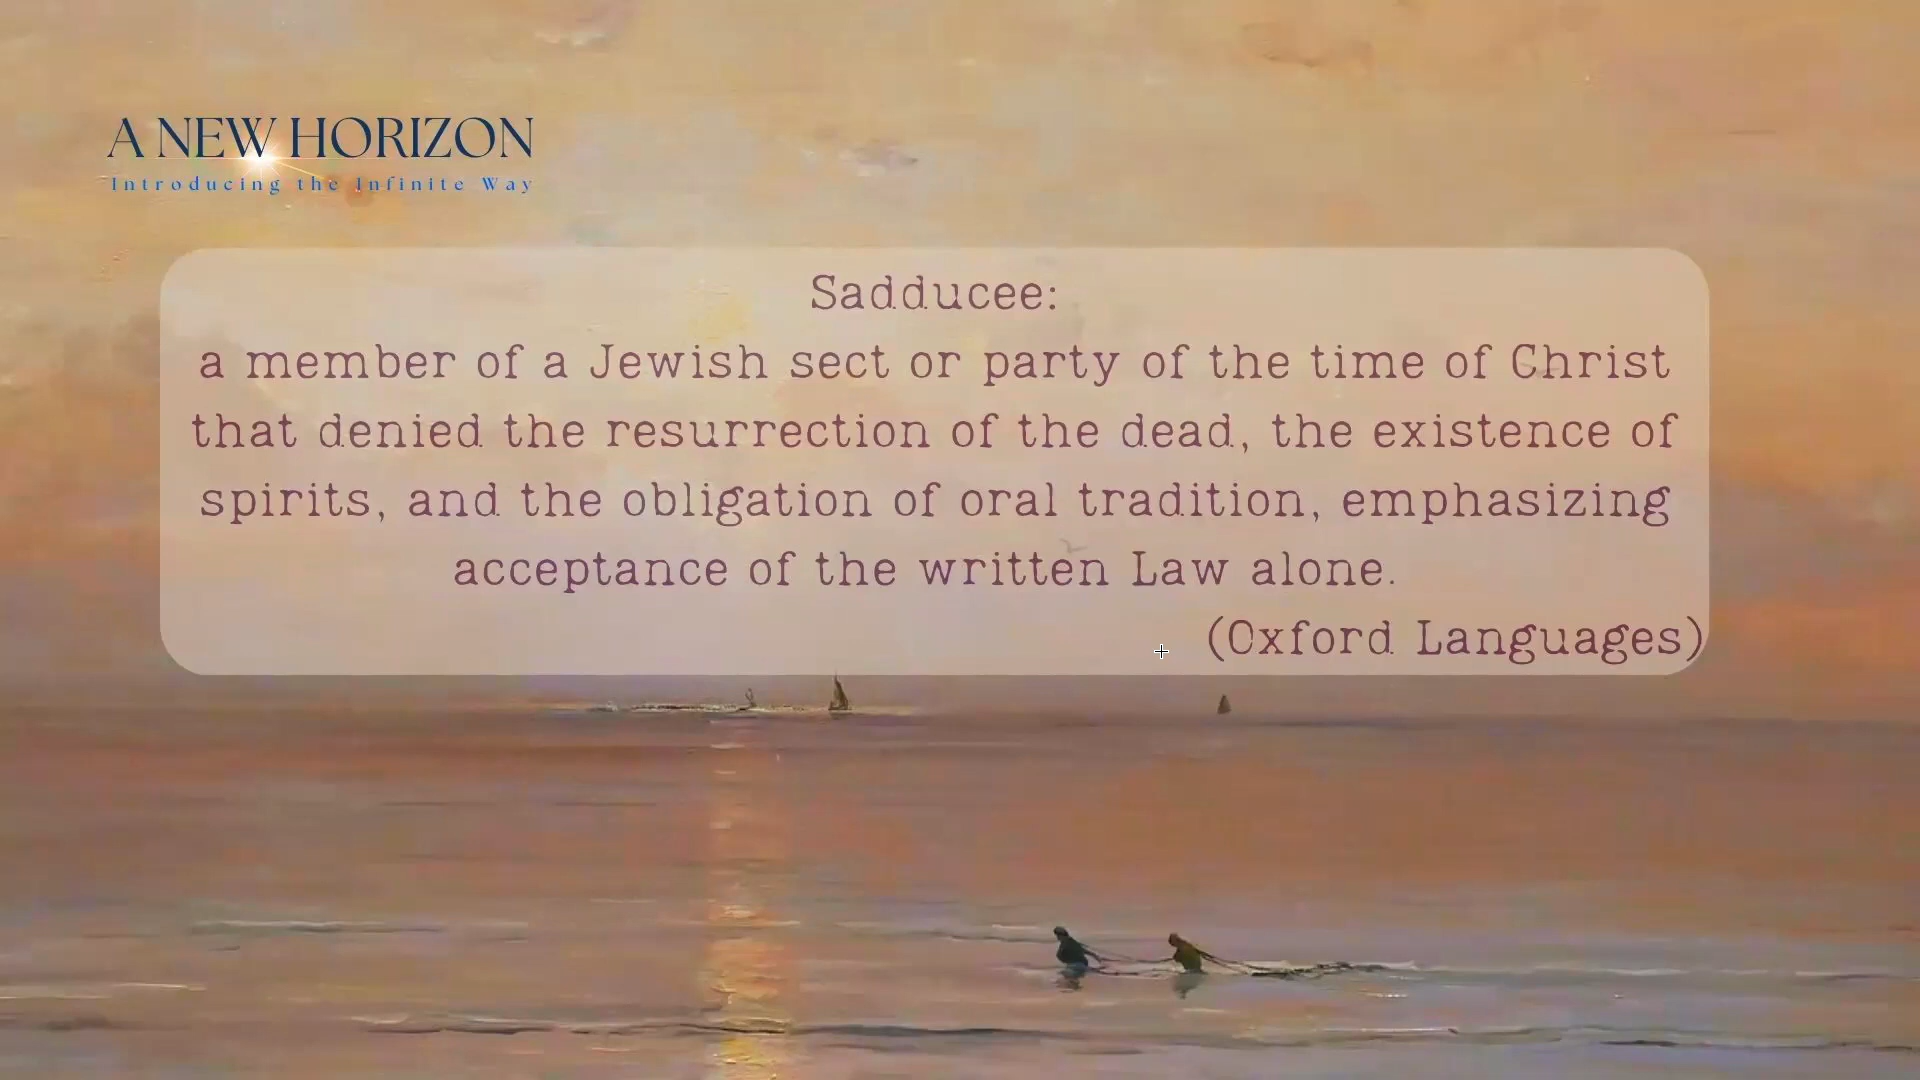 A NEW HORIZON
Introducing the Infinite Way
Sadducee:
a member of a Jewish sect or party of the time of Christ
that denied the resurrection of the dead, the existence of
spirits, and the obligation of oral tradition, emphasizing
acceptance of the written Law alone.
(Oxford Languages)